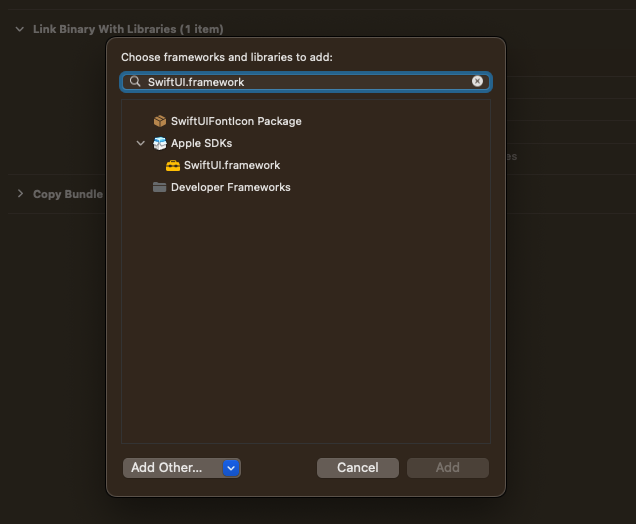 Link Binary With Libraries (1 item)
Choose frameworks and libraries to add:
SwiftUI.framework
SwiftUIFontIcon Package
Apple SDKs
SwiftUI.framework
es
Developer Frameworks
Copy Bundle
Add Other...
Cancel
Add